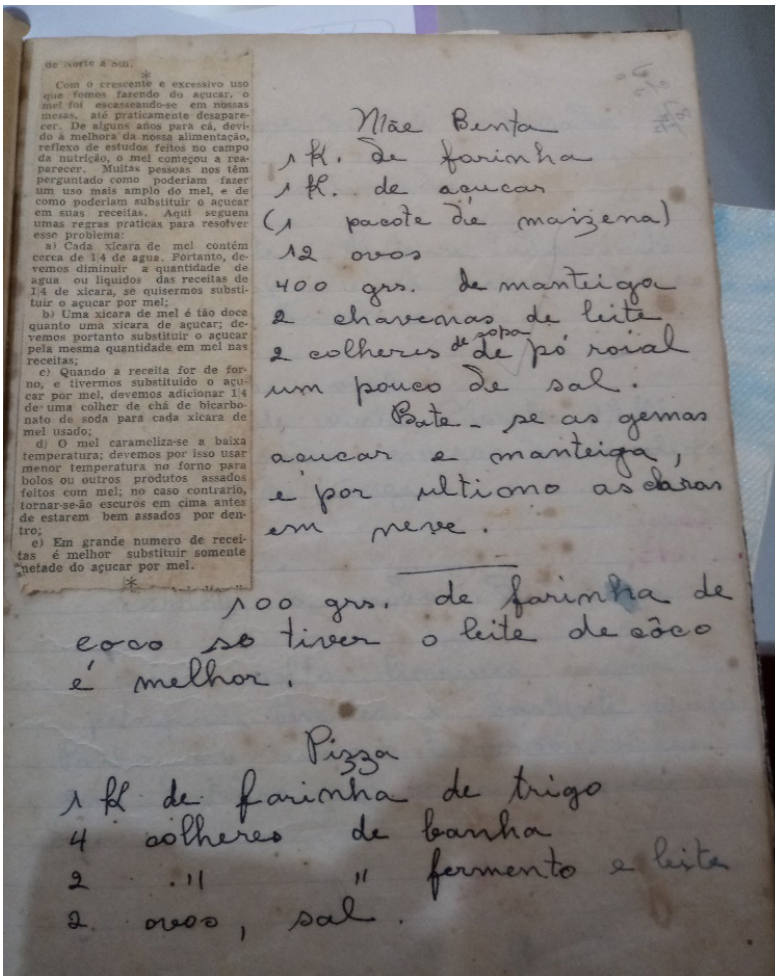 de Norte a Sul.
*
Com o crescente e excessivo uso
que fomos fazendo do açucar, o
mel foi escasseando-se em nossas
mesas, até praticamente desapare-
cer. De alguns anos para cá, devi-
do á melhora da nossa alimentação,
reflexo de estudos feitos no campo
da nutrição, o mel começou a rea-
parecer. Muitas pessoas nos têm
perguntado como poderiam fazer
um uso mais amplo do mel, e de
como poderiam substituir o açucar
em suas receitas. Aqui seguem
umas regras praticas para resolver
esse problema:
a) Cada xicara de mel contém
cerca de 1|4 de agua. Portanto, de-
vemos diminuir a quantidade de
agua ou liquidos das receitas de
1|4 de xicara, se quisermos substi-
tuir o açucar por mel;
b) Uma xicara de mel é tão doce
quanto uma xicara de açucar; de-
vemos portanto substituir o açucar
pela mesma quantidade em mel nas
receitas;
c) Quando a receita for de for-
no, e tivermos substituido o açu-
car por mel, devemos adicionar 1|4
de uma colher de chá de bicarbo-
nato de soda para cada xicara de
mel usado;
d) O mel carameliza-se a baixa
temperatura; devemos por isso usar
menor temperatura no forno para
bolos ou outros produtos assados
feitos com mel; no caso contrario,
tornar-se-ão escuros em cima antes
de estarem bem assados por den-
tro;
e) Em grande numero de recei-
tas é melhor substituir somente
metade do açucar por mel.
*
Mãe Benta
1 K. de farinha
1 K. de açucar
(1 pacote de maizena)
12 ovos
400 grs. de manteiga
2 chavenas de leite
2 colheres de sopa de pó roial
um pouco de sal.
Bate-se as gemas
açucar e manteiga,
e por ultimo as claras
em neve.
100 grs. de farinha de
coco se tiver o leite de côco
é melhor.
Pizza
1 K de farinha de trigo
4 colheres de banha
2 " " fermento e leite
2 ovos, sal.